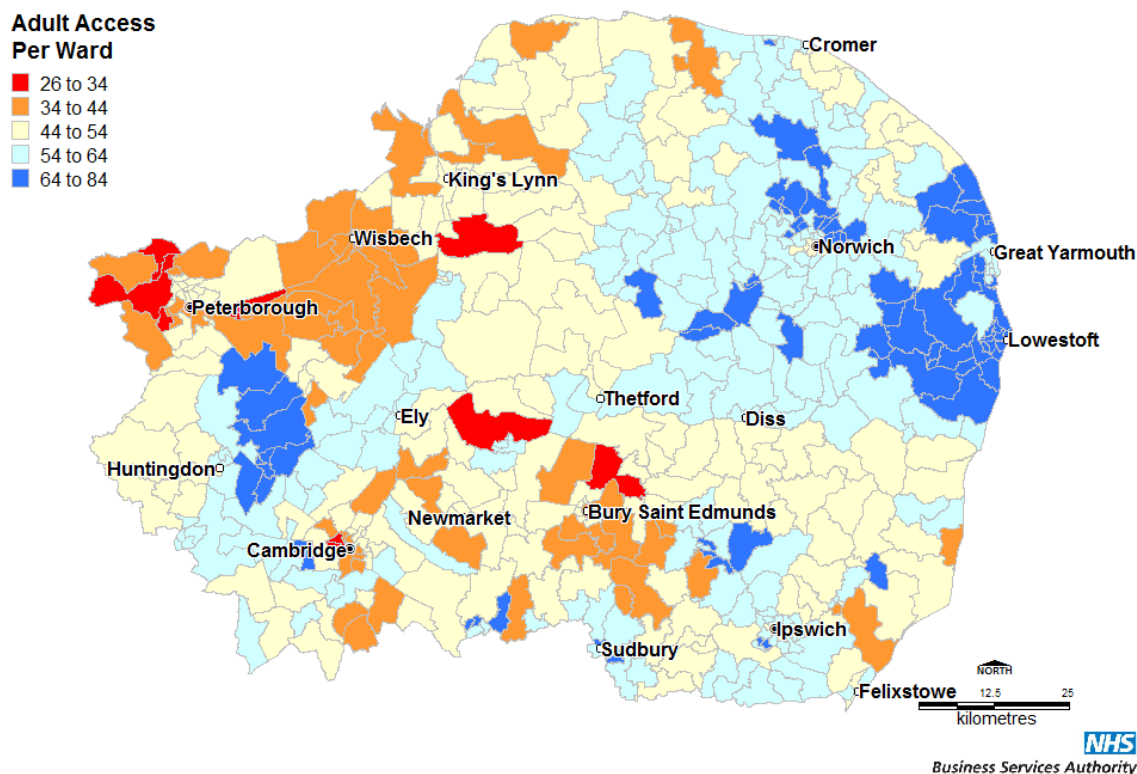 Adult Access
Per Ward
26 to 34
34 to 44
44 to 54
54 to 64
64 to 84
Cromer
King's Lynn
Wisbech
Norwich
Great Yarmouth
Peterborough
Lowestoft
Thetford
Ely
Diss
Huntingdon
Newmarket
Bury Saint Edmunds
Cambridge
Ipswich
Sudbury
Felixstowe
NORTH
12.5 25
kilometres
NHS
Business Services Authority